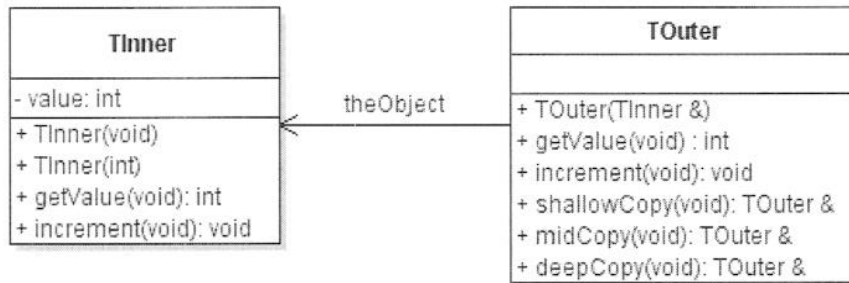 TInner
- value: int
+ TInner(void)
+ TInner(int)
+ getValue(void): int
+ increment(void): void
theObject
TOuter
+ TOuter(TInner &)
+ getValue(void) : int
+ increment(void): void
+ shallowCopy(void): TOuter &
+ midCopy(void): TOuter &
+ deepCopy(void): TOuter &